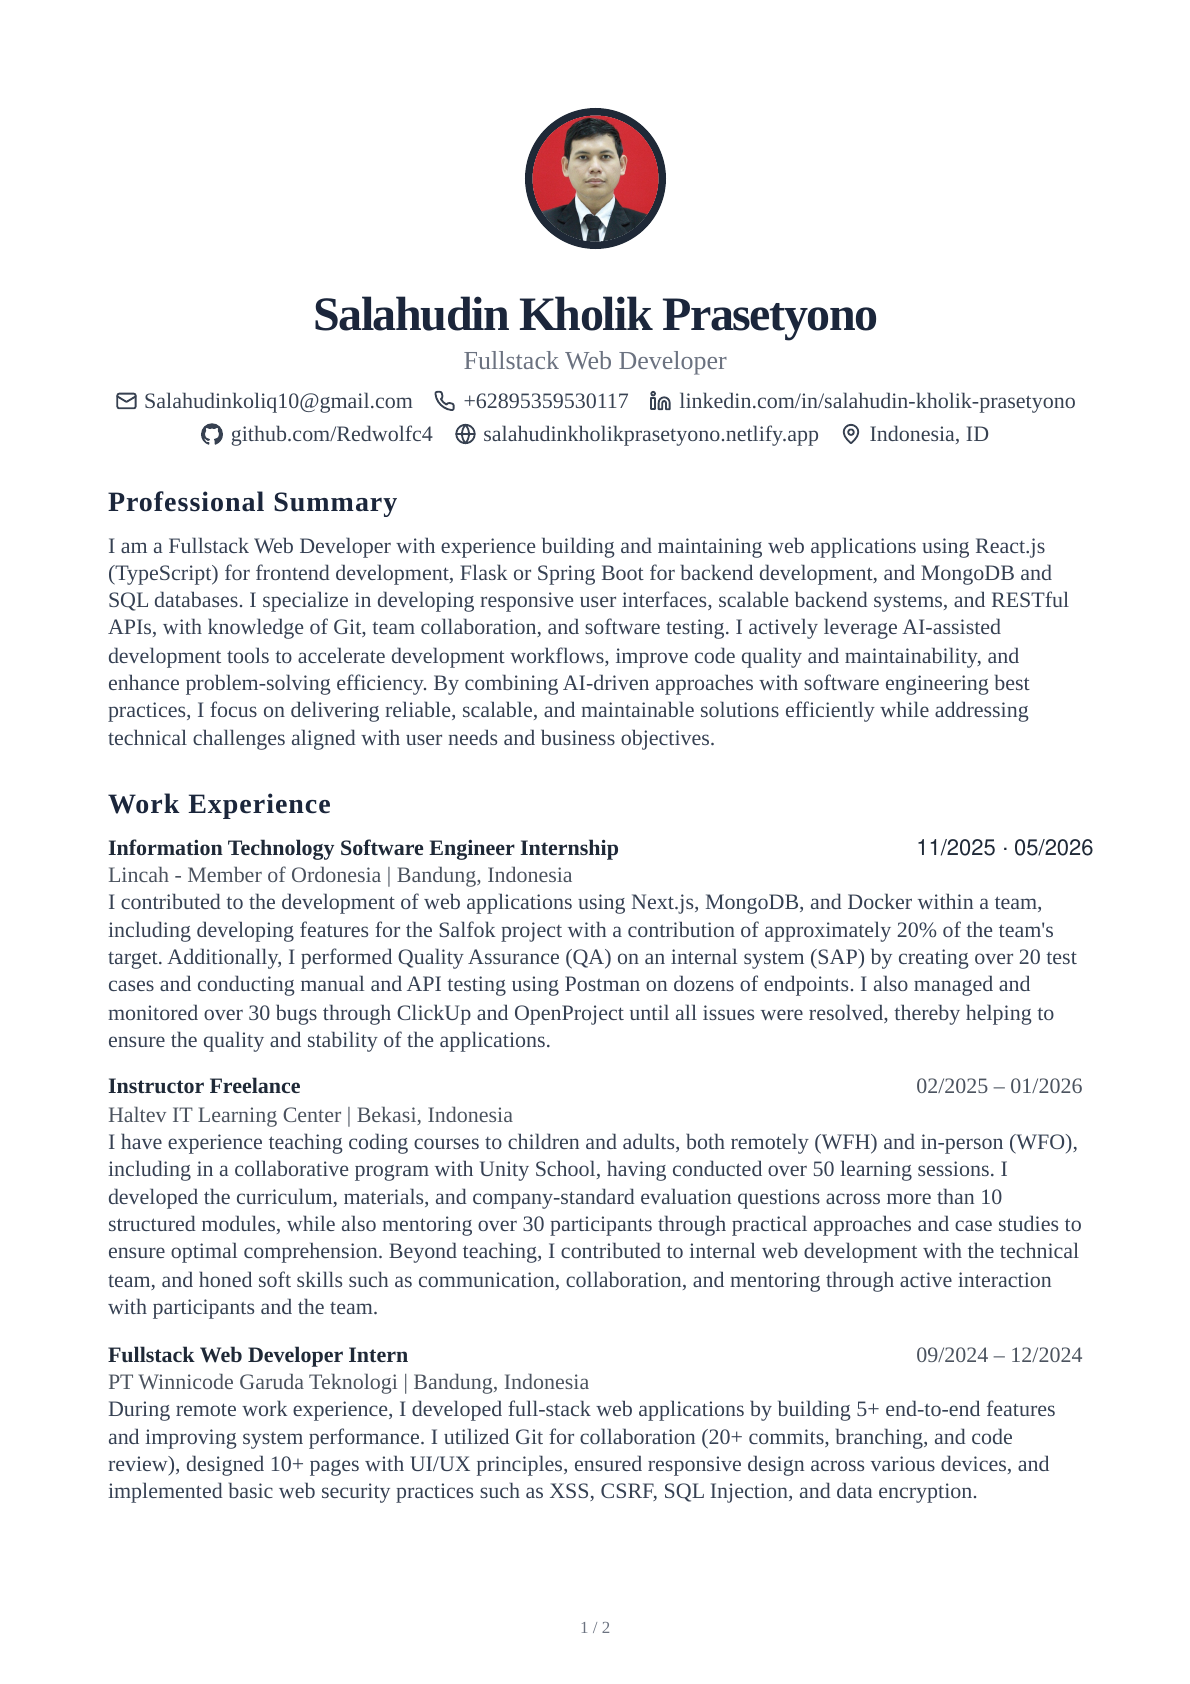 Salahudin Kholik Prasetyono
Fullstack Web Developer
Salahudinkoliq10@gmail.com +62895359530117 linkedin.com/in/salahudin-kholik-prasetyono
github.com/Redwolfc4 salahudinkholikprasetyono.netlify.app Indonesia, ID
Professional Summary
I am a Fullstack Web Developer with experience building and maintaining web applications using React.js
(TypeScript) for frontend development, Flask or Spring Boot for backend development, and MongoDB and
SQL databases. I specialize in developing responsive user interfaces, scalable backend systems, and RESTful
APIs, with knowledge of Git, team collaboration, and software testing. I actively leverage AI-assisted
development tools to accelerate development workflows, improve code quality and maintainability, and
enhance problem-solving efficiency. By combining AI-driven approaches with software engineering best
practices, I focus on delivering reliable, scalable, and maintainable solutions efficiently while addressing
technical challenges aligned with user needs and business objectives.
Work Experience
Information Technology Software Engineer Internship 11/2025 · 05/2026
Lincah - Member of Ordonesia | Bandung, Indonesia
I contributed to the development of web applications using Next.js, MongoDB, and Docker within a team,
including developing features for the Salfok project with a contribution of approximately 20% of the team's
target. Additionally, I performed Quality Assurance (QA) on an internal system (SAP) by creating over 20 test
cases and conducting manual and API testing using Postman on dozens of endpoints. I also managed and
monitored over 30 bugs through ClickUp and OpenProject until all issues were resolved, thereby helping to
ensure the quality and stability of the applications.
Instructor Freelance 02/2025 – 01/2026
Haltev IT Learning Center | Bekasi, Indonesia
I have experience teaching coding courses to children and adults, both remotely (WFH) and in-person (WFO),
including in a collaborative program with Unity School, having conducted over 50 learning sessions. I
developed the curriculum, materials, and company-standard evaluation questions across more than 10
structured modules, while also mentoring over 30 participants through practical approaches and case studies to
ensure optimal comprehension. Beyond teaching, I contributed to internal web development with the technical
team, and honed soft skills such as communication, collaboration, and mentoring through active interaction
with participants and the team.
Fullstack Web Developer Intern 09/2024 – 12/2024
PT Winnicode Garuda Teknologi | Bandung, Indonesia
During remote work experience, I developed full-stack web applications by building 5+ end-to-end features
and improving system performance. I utilized Git for collaboration (20+ commits, branching, and code
review), designed 10+ pages with UI/UX principles, ensured responsive design across various devices, and
implemented basic web security practices such as XSS, CSRF, SQL Injection, and data encryption.
1 / 2